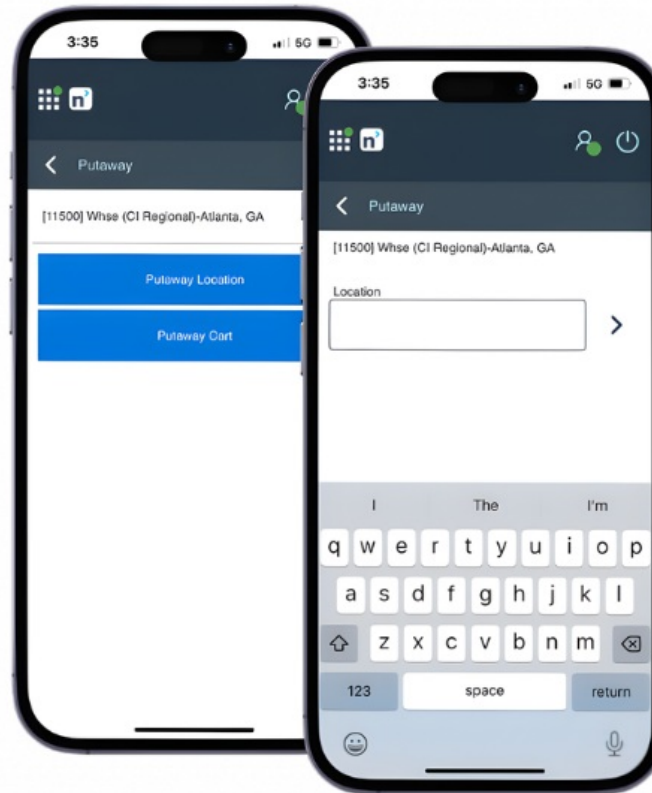 3:35
5G
n
Putaway
[11500] Whse (CI Regional)-Atlanta, GA
Putaway Location
Putaway Cart
3:35
5G
n
Putaway
[11500] Whse (CI Regional)-Atlanta, GA
Location
I The I'm
q w e r t y u i o p
a s d f g h j k l
z x c v b n m
123 space return